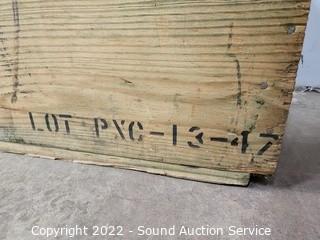 LOT PXC-13-47
Copyright 2022 - Sound Auction Service